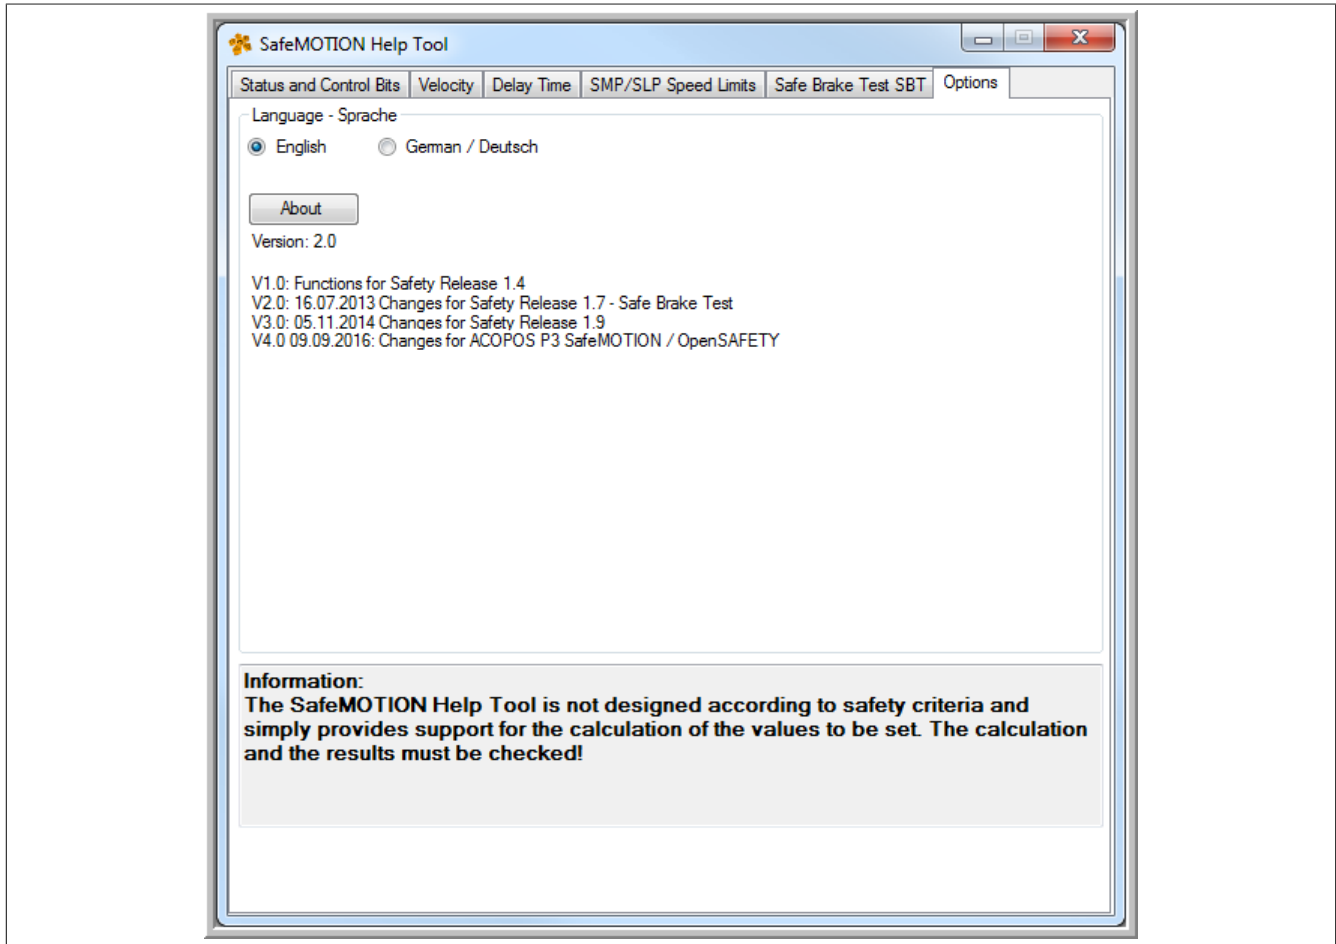 SafeMOTION Help Tool
Status and Control Bits Velocity Delay Time SMP/SLP Speed Limits Safe Brake Test SBT Options
Language - Sprache
English German / Deutsch
About
Version: 2.0
V1.0: Functions for Safety Release 1.4
V2.0: 16.07.2013 Changes for Safety Release 1.7 - Safe Brake Test
V3.0: 05.11.2014 Changes for Safety Release 1.9
V4.0 09.09.2016: Changes for ACOPOS P3 SafeMOTION / OpenSAFETY
Information:
The SafeMOTION Help Tool is not designed according to safety criteria and
simply provides support for the calculation of the values to be set. The calculation
and the results must be checked!